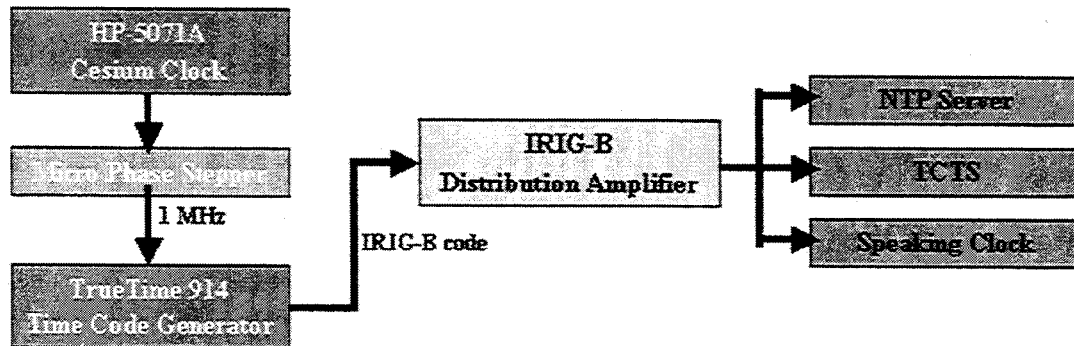 HP-5071A
Cesium Clock
Micro Phase Stepper
1 MHz
TrueTime 914
Time Code Generator
IRIG-B code
IRIG-B
Distribution Amplifier
NTP Server
TCTS
Speaking Clock